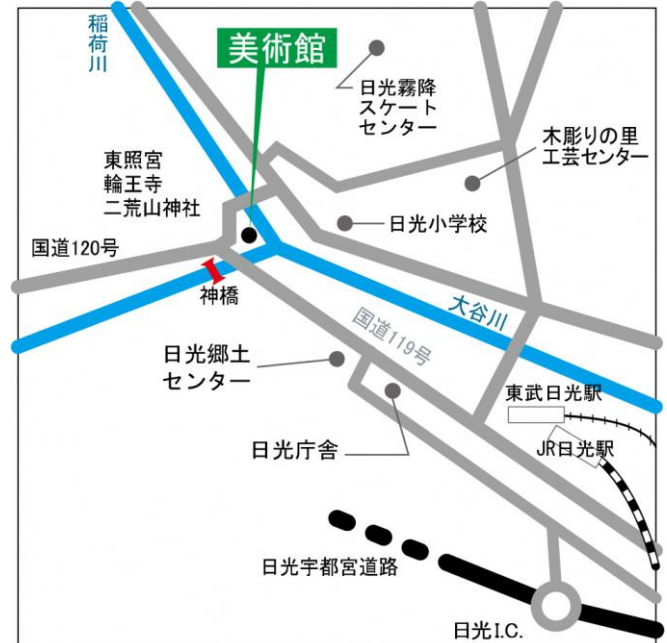 稲荷川
美術館
日光霧降
スケート
センター
木彫りの里
工芸センター
東照宮
輪王寺
二荒山神社
日光小学校
国道120号
神橋
大谷川
国道119号
日光郷土
センター
東武日光駅
JR日光駅
日光庁舎
日光宇都宮道路
日光I.C.